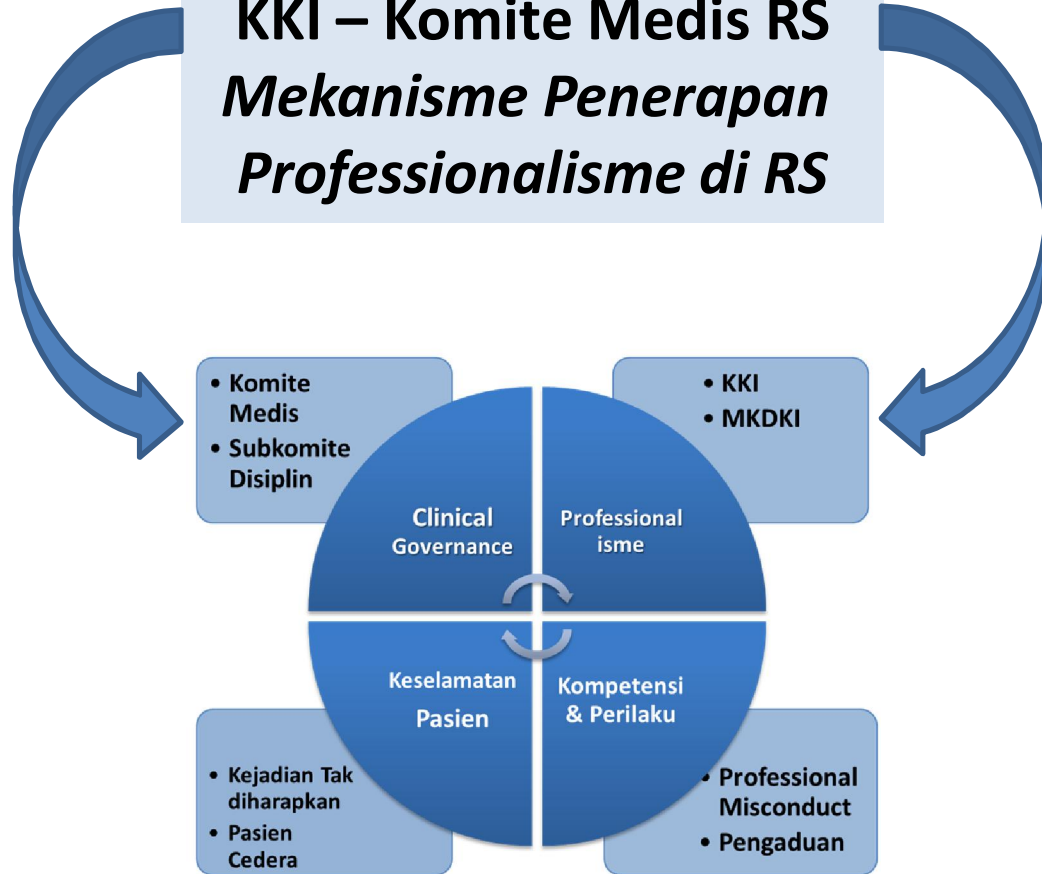 KKI – Komite Medis RS
Mekanisme Penerapan
Professionalisme di RS
• Komite
Medis
• Subkomite
Disiplin
• KKI
• MKDKI
Clinical
Governance
Professional
isme
Keselamatan
Pasien
Kompetensi
& Perilaku
• Kejadian Tak
diharapkan
• Pasien
Cedera
• Professional
Misconduct
• Pengaduan